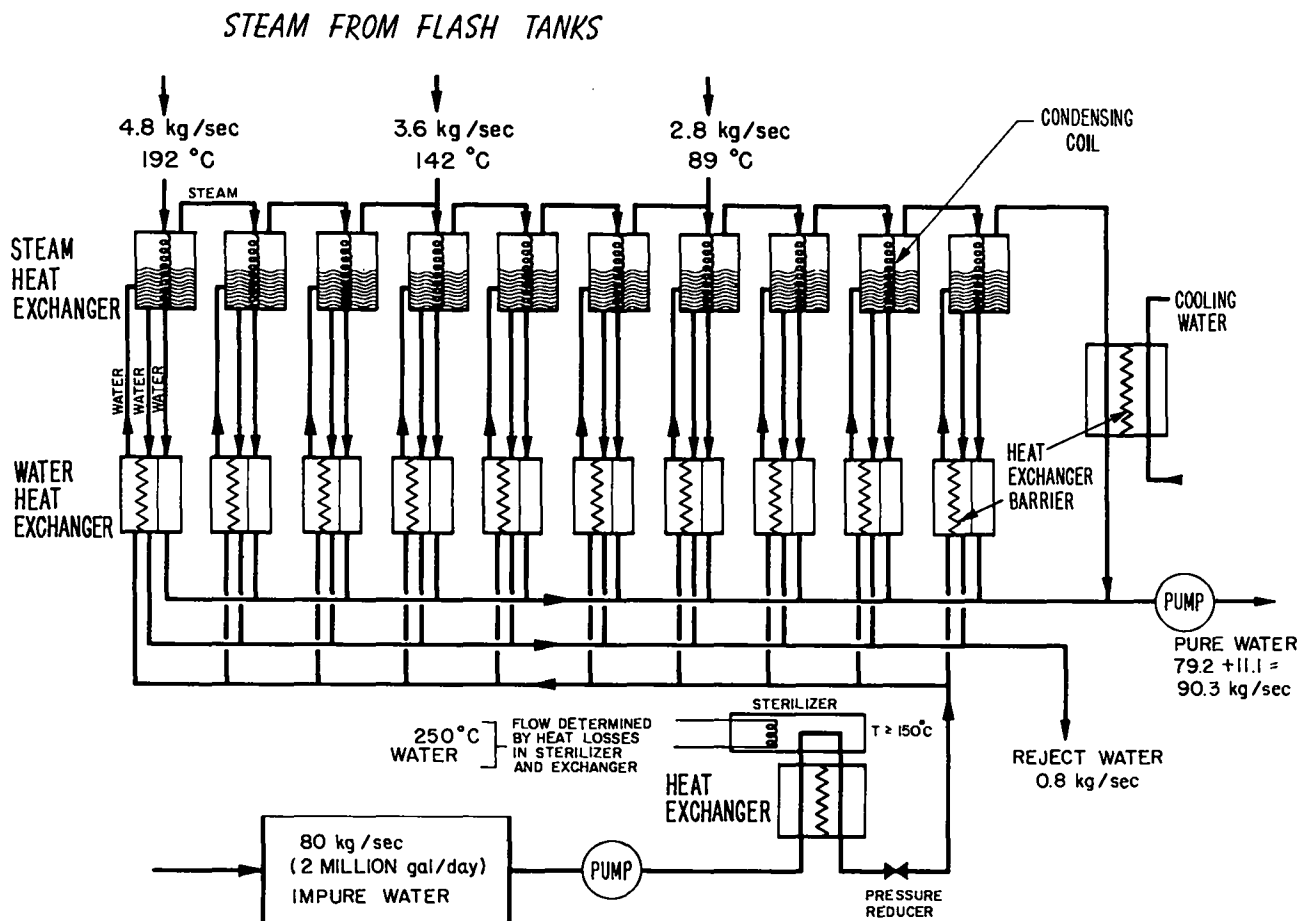 STEAM FROM FLASH TANKS
4.8 kg/sec
192 °C
3.6 kg/sec
142 °C
2.8 kg/sec
89 °C
CONDENSING
COIL
STEAM
STEAM
HEAT
EXCHANGER
COOLING
WATER
WATER
WATER
WATER
WATER
HEAT
EXCHANGER
HEAT
EXCHANGER
BARRIER
PUMP
PURE WATER
79.2 + 11.1 =
90.3 kg/sec
STERILIZER
T ≥ 150°C
250°C
WATER
FLOW DETERMINED
BY HEAT LOSSES
IN STERILIZER
AND EXCHANGER
REJECT WATER
0.8 kg/sec
HEAT
EXCHANGER
80 kg/sec
(2 MILLION gal/day)
IMPURE WATER
PUMP
PRESSURE
REDUCER